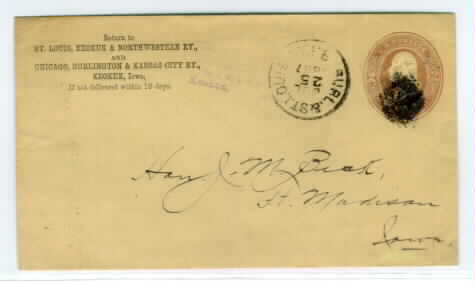 Return to
ST. LOUIS, KEOKUK & NORTHWESTERN RY.,
AND
CHICAGO, BURLINGTON & KANSAS CITY RY.,
KEOKUK, Iowa,
If not delivered within 10 days.
BURL. & ST. LOUIS
25
Hon J. M. Beck,
Ft. Madison
Iowa.